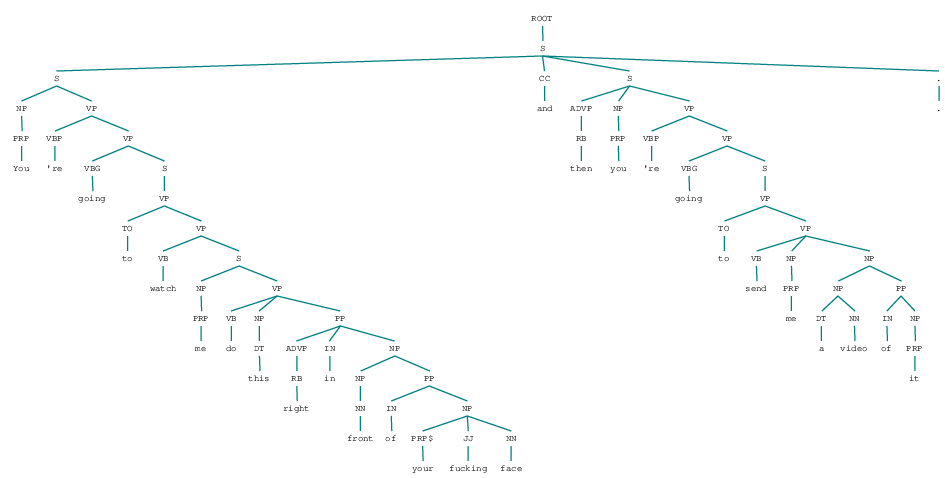 ROOT
S
S CC S .
NP VP and ADVP NP VP .
PRP VBP VP RB PRP VBP VP
You 're VBG S then you 're VBG S
going VP going VP
TO VP TO VP
to VB S to VB NP NP
watch NP VP send PRP NP PP
PRP VB NP PP me DT NN IN NP
me do DT ADVP IN NP a video of PRP
this RB in NP PP it
right NN IN NP
front of PRP$ JJ NN
your fucking face